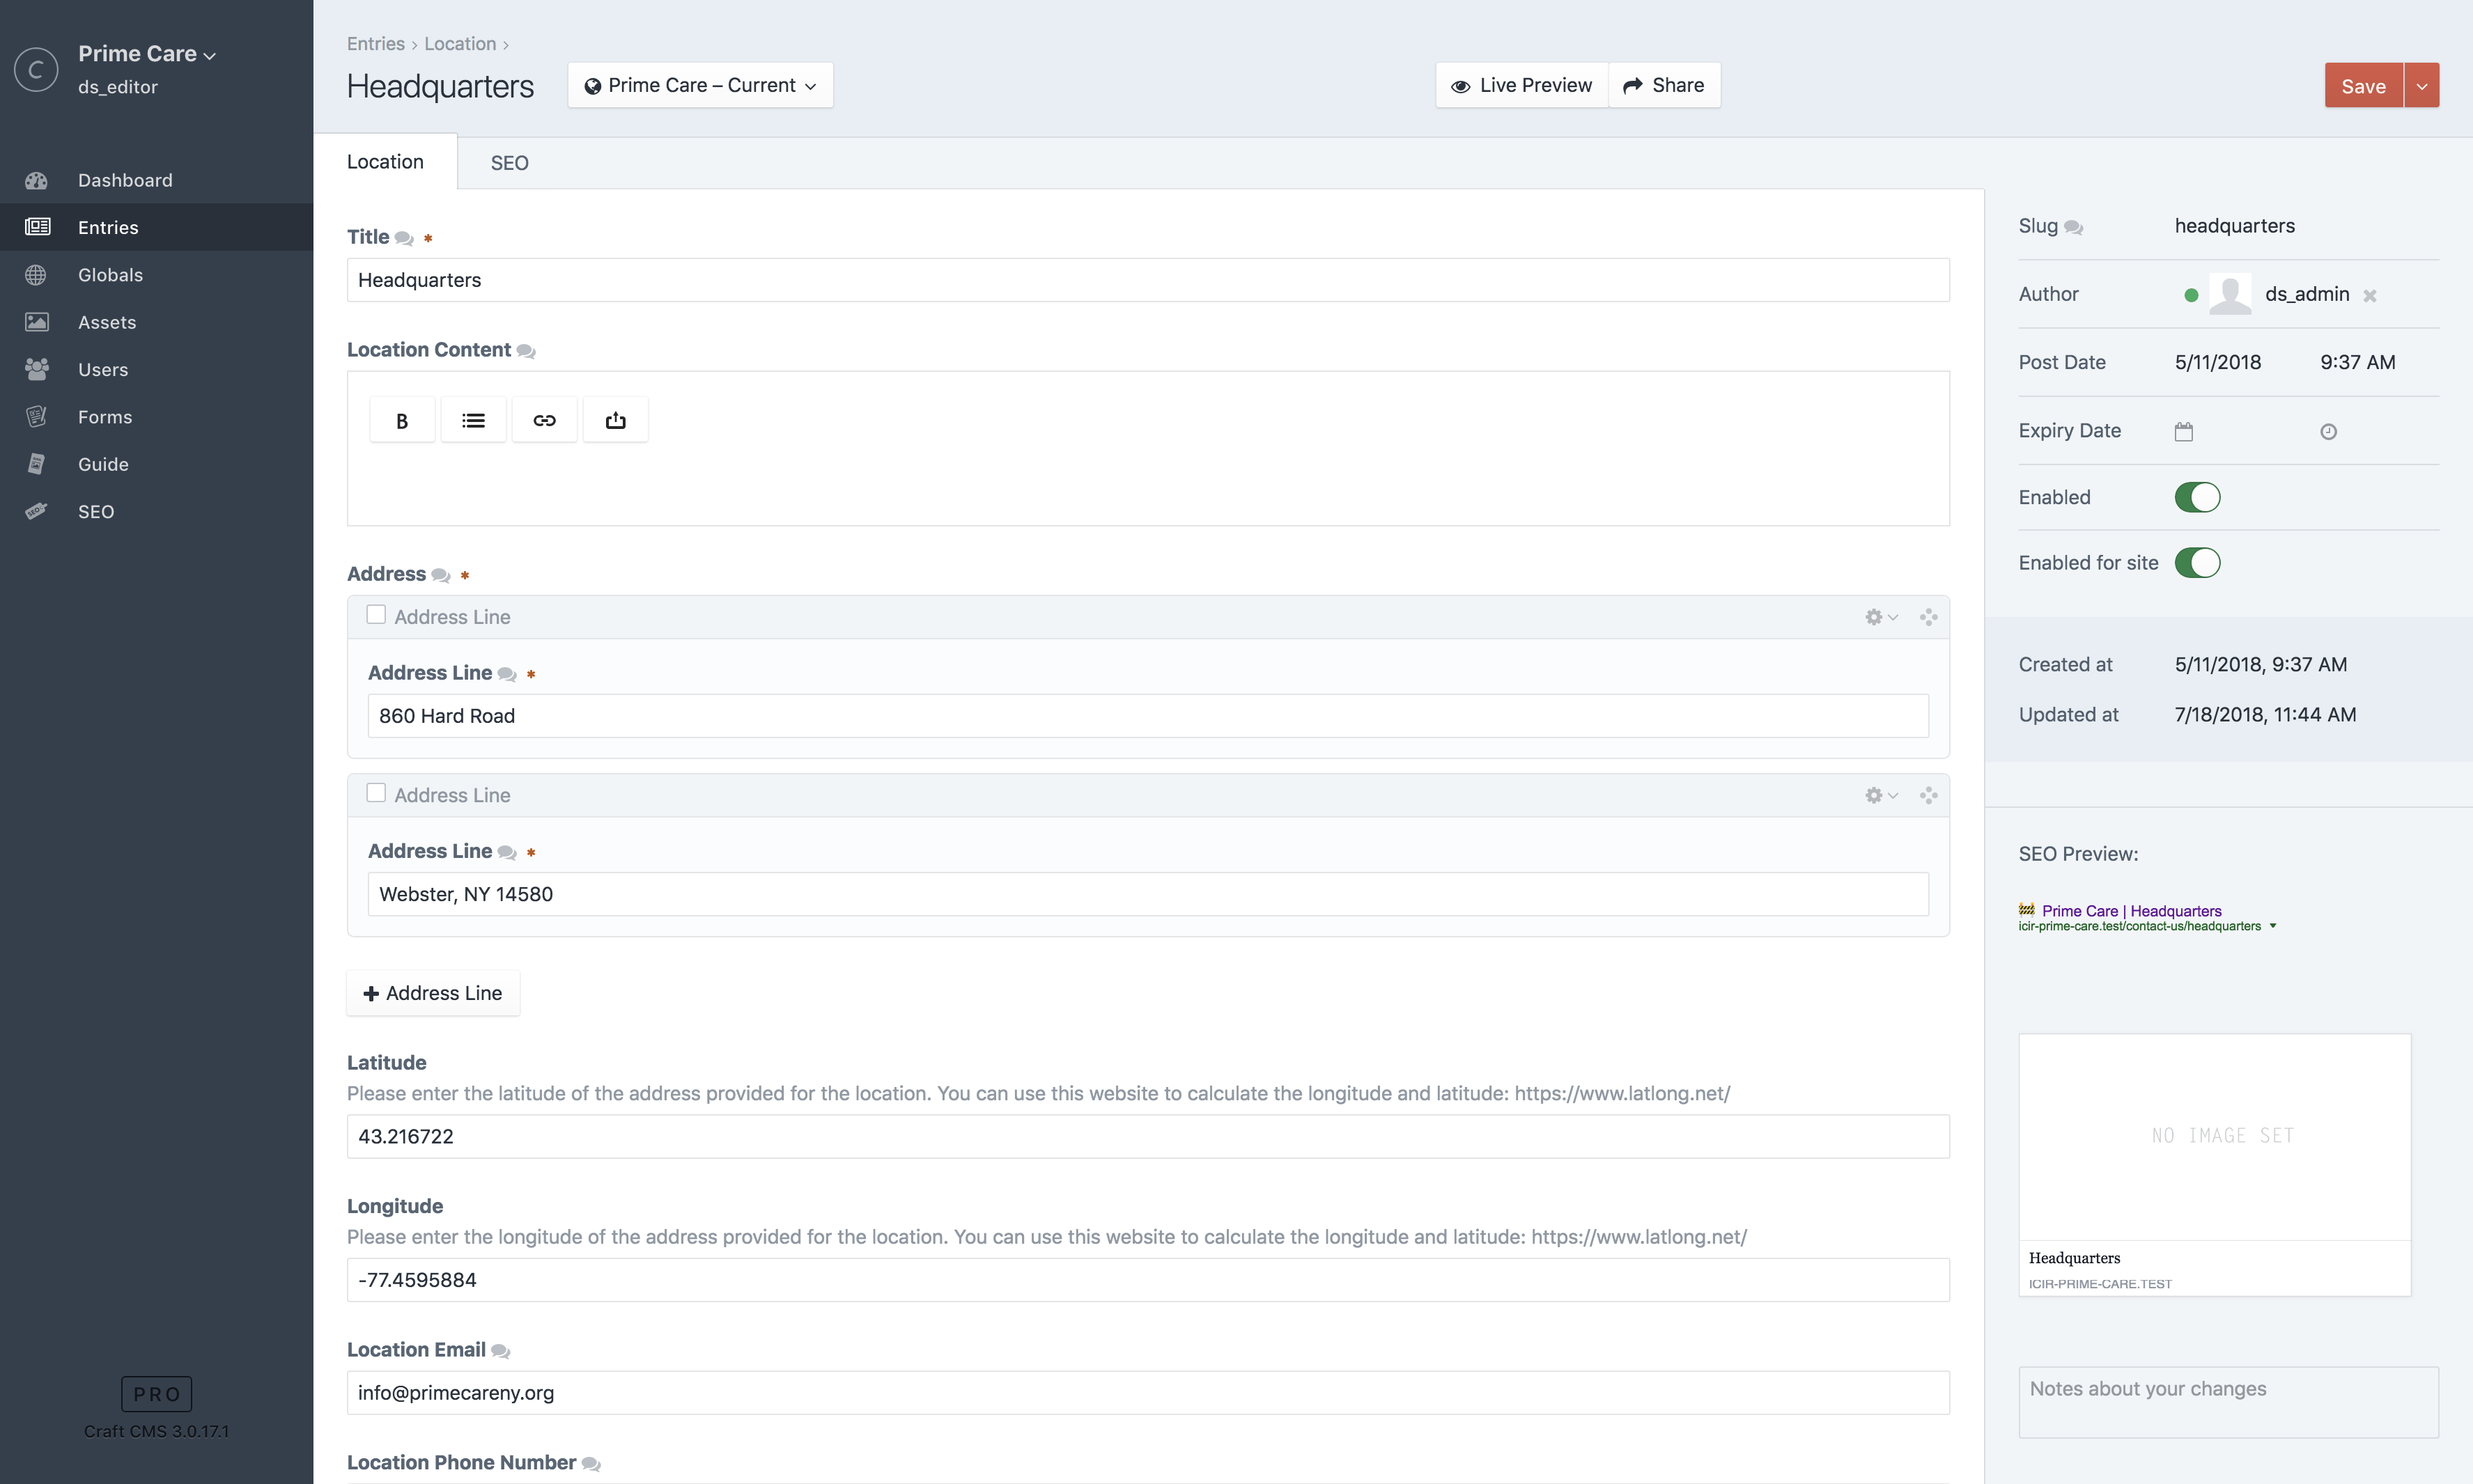 C
Prime Care
ds_editor
Dashboard
Entries
Globals
Assets
Users
Forms
Guide
SEO
PRO
Craft CMS 3.0.17.1
Entries › Location ›
Headquarters
Prime Care – Current
Live Preview
Share
Save
Location
SEO
Title *
Headquarters
Location Content
B
Address *
Address Line
Address Line *
860 Hard Road
Address Line
Address Line *
Webster, NY 14580
+ Address Line
Latitude
Please enter the latitude of the address provided for the location. You can use this website to calculate the longitude and latitude: https://www.latlong.net/
43.216722
Longitude
Please enter the longitude of the address provided for the location. You can use this website to calculate the longitude and latitude: https://www.latlong.net/
-77.4595884
Location Email
info@primecareny.org
Location Phone Number
Slug headquarters
Author ds_admin
Post Date 5/11/2018 9:37 AM
Expiry Date
Enabled
Enabled for site
Created at 5/11/2018, 9:37 AM
Updated at 7/18/2018, 11:44 AM
SEO Preview:
🚧 Prime Care | Headquarters
icir-prime-care.test/contact-us/headquarters
NO IMAGE SET
Headquarters
ICIR-PRIME-CARE.TEST
Notes about your changes